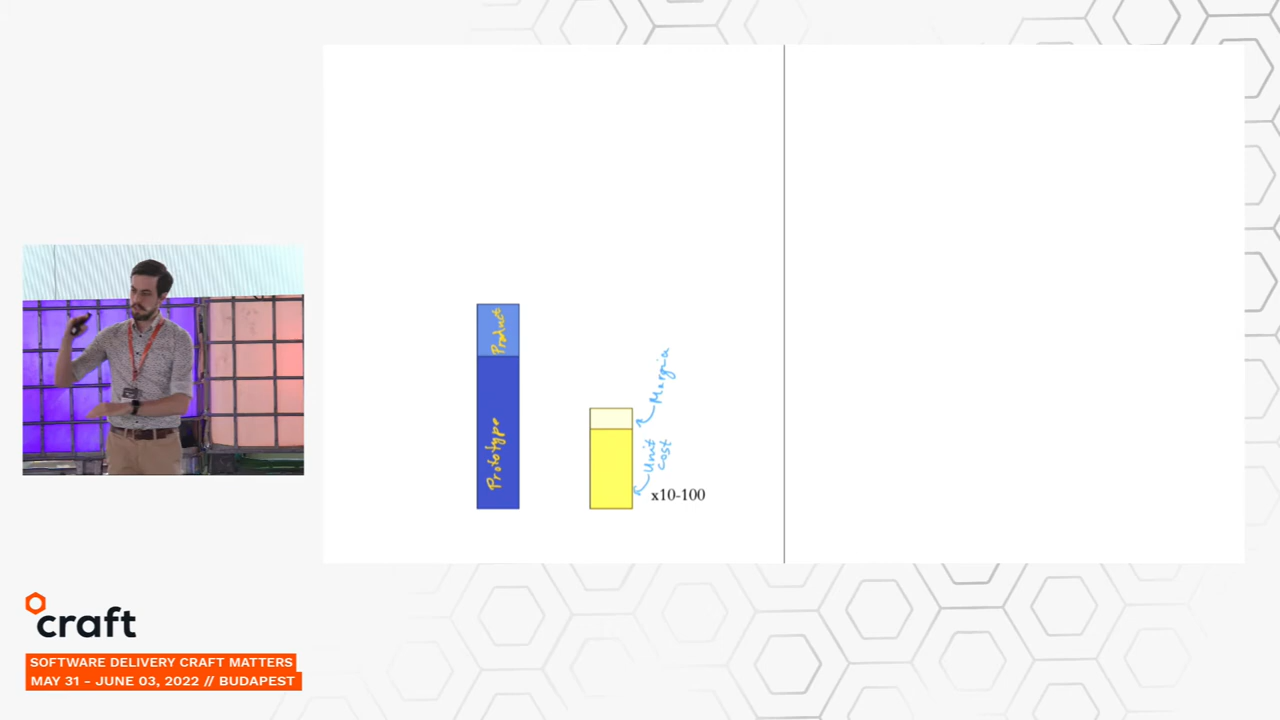 Product
Prototype
Margin
Unit
cost
x10-100
craft
SOFTWARE DELIVERY CRAFT MATTERS
MAY 31 - JUNE 03, 2022 // BUDAPEST